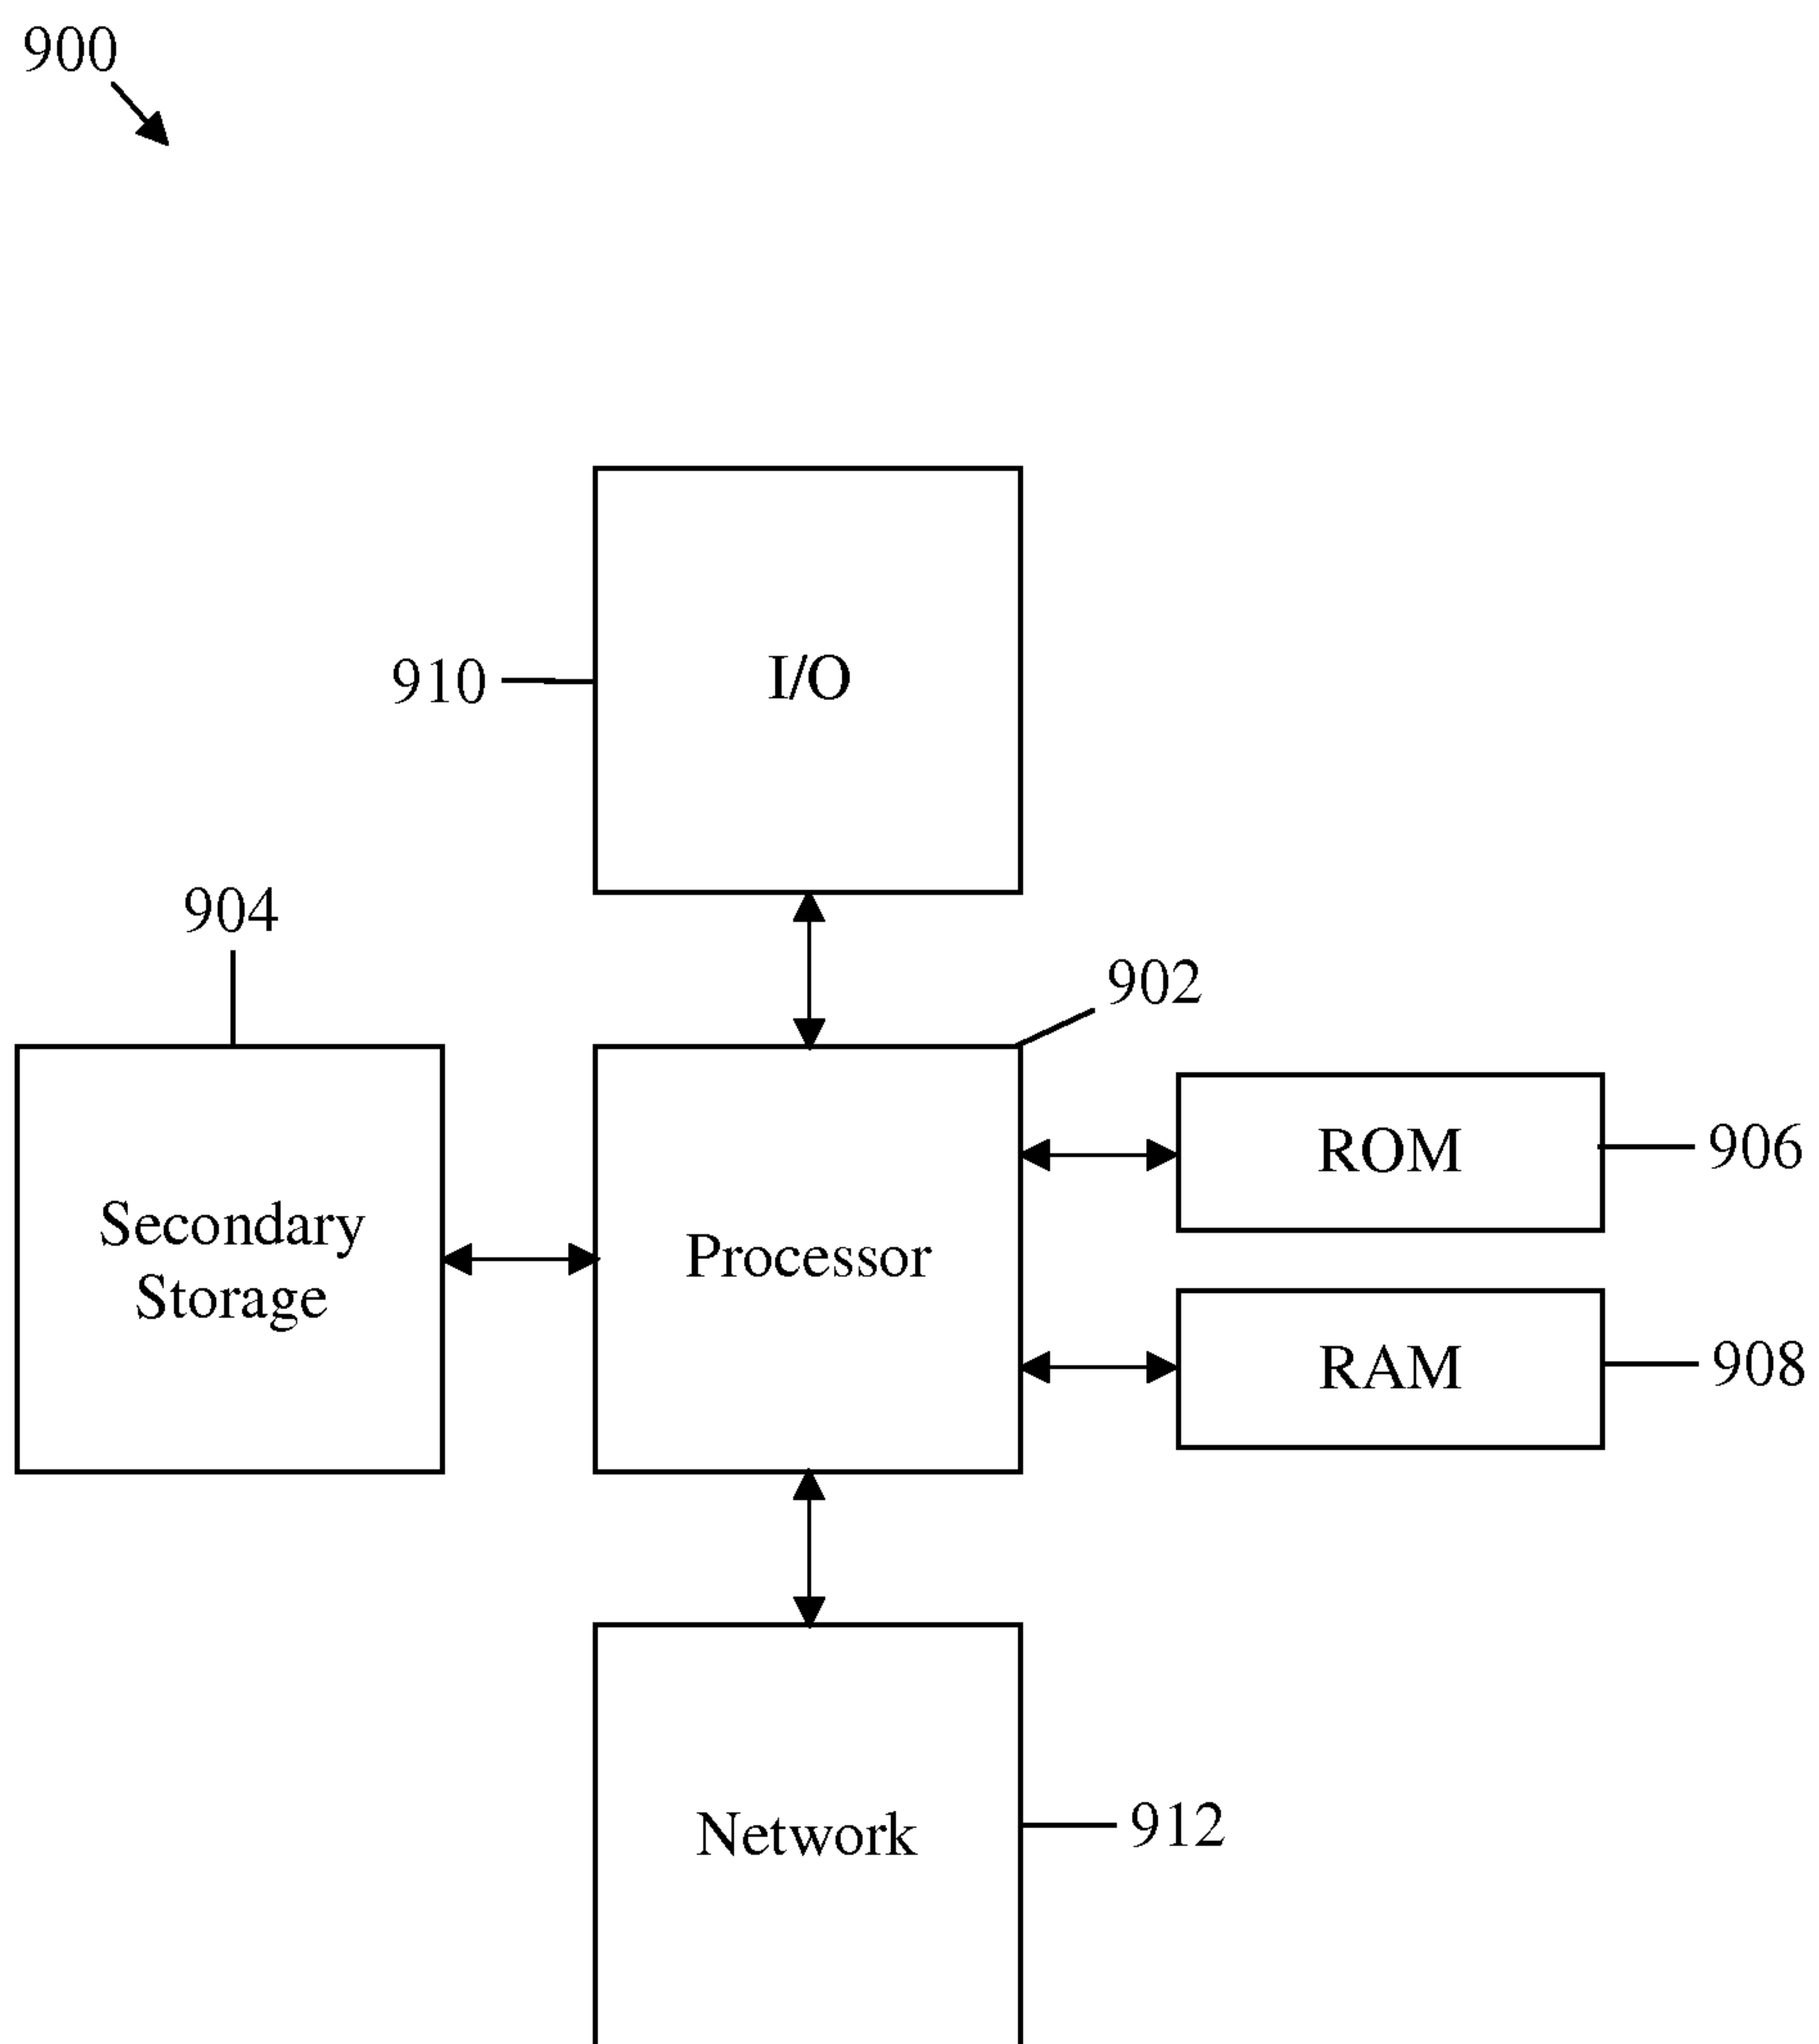 900
910
I/O
904
902
Secondary
Storage
Processor
ROM
906
RAM
908
Network
912